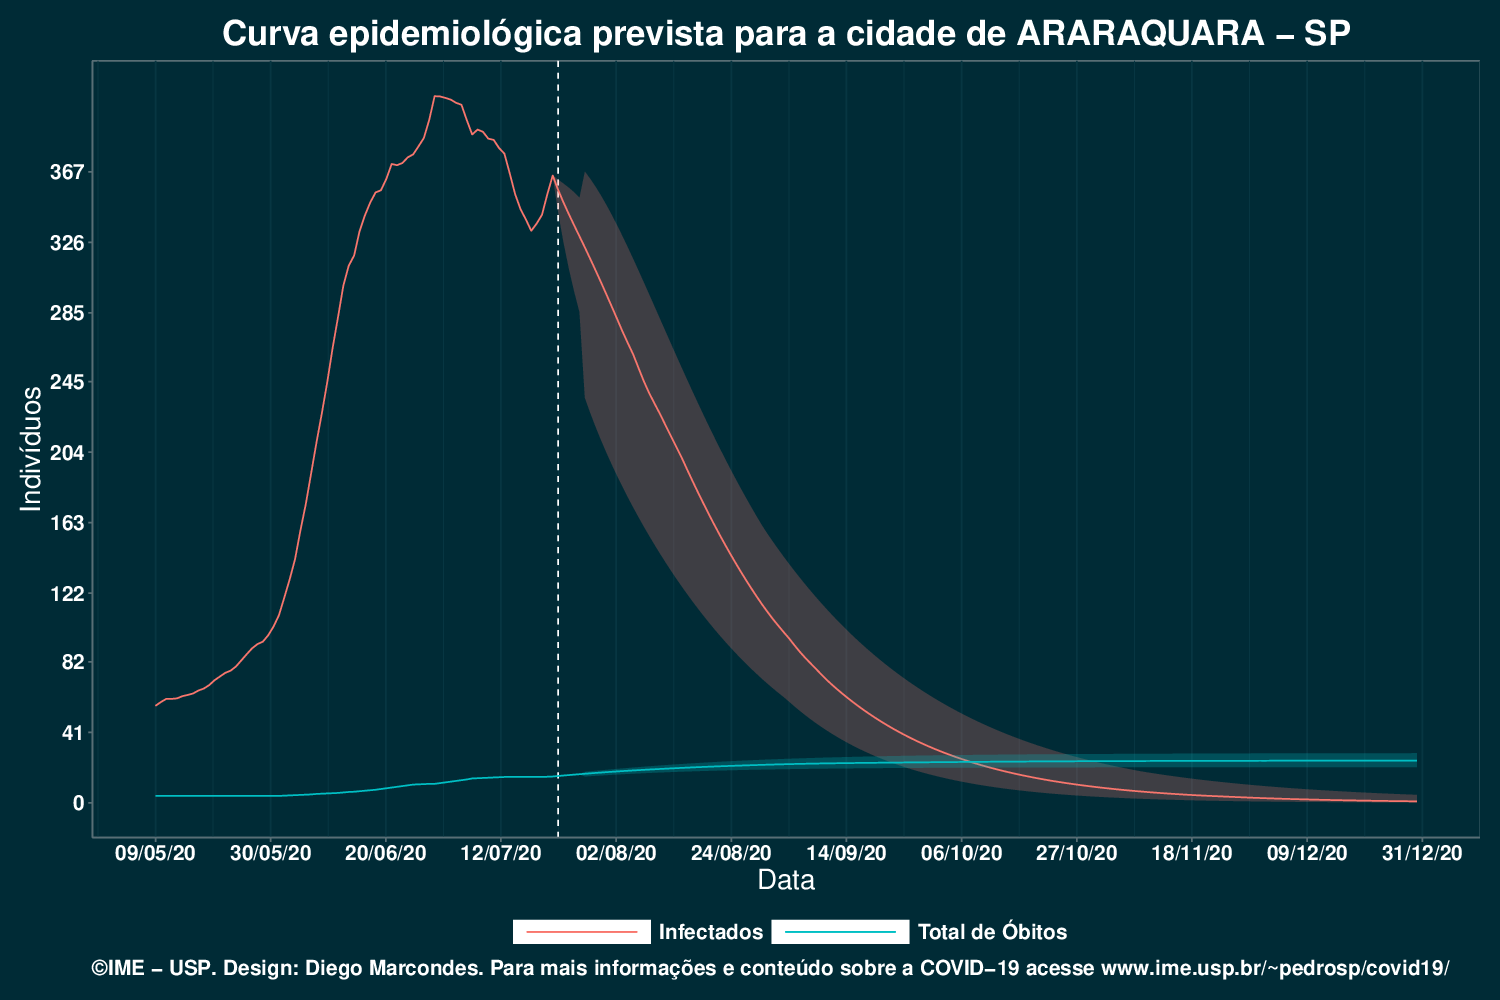 Curva epidemiológica prevista para a cidade de ARARAQUARA – SP
Indivíduos
367
326
285
245
204
163
122
82
41
0
09/05/20 30/05/20 20/06/20 12/07/20 02/08/20 24/08/20 14/09/20 06/10/20 27/10/20 18/11/20 09/12/20 31/12/20
Data
Infectados Total de Óbitos
©IME – USP. Design: Diego Marcondes. Para mais informações e conteúdo sobre a COVID–19 acesse www.ime.usp.br/~pedrosp/covid19/